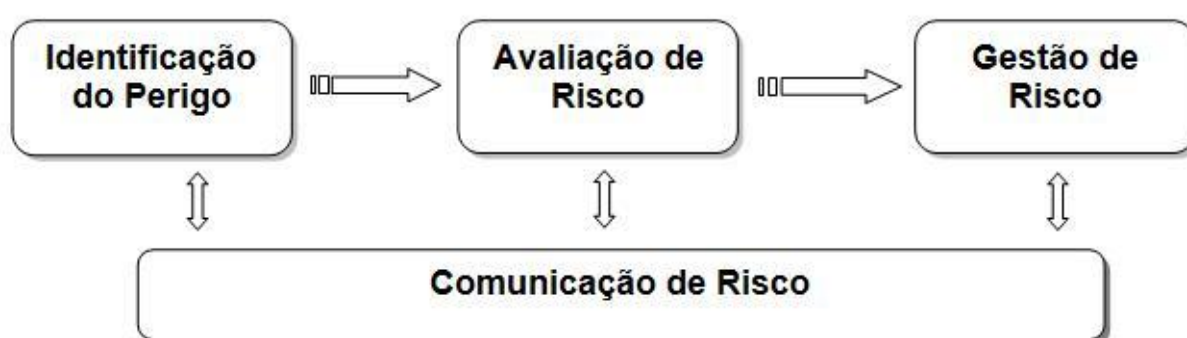 Identificação
do Perigo
Avaliação de
Risco
Gestão de
Risco
Comunicação de Risco